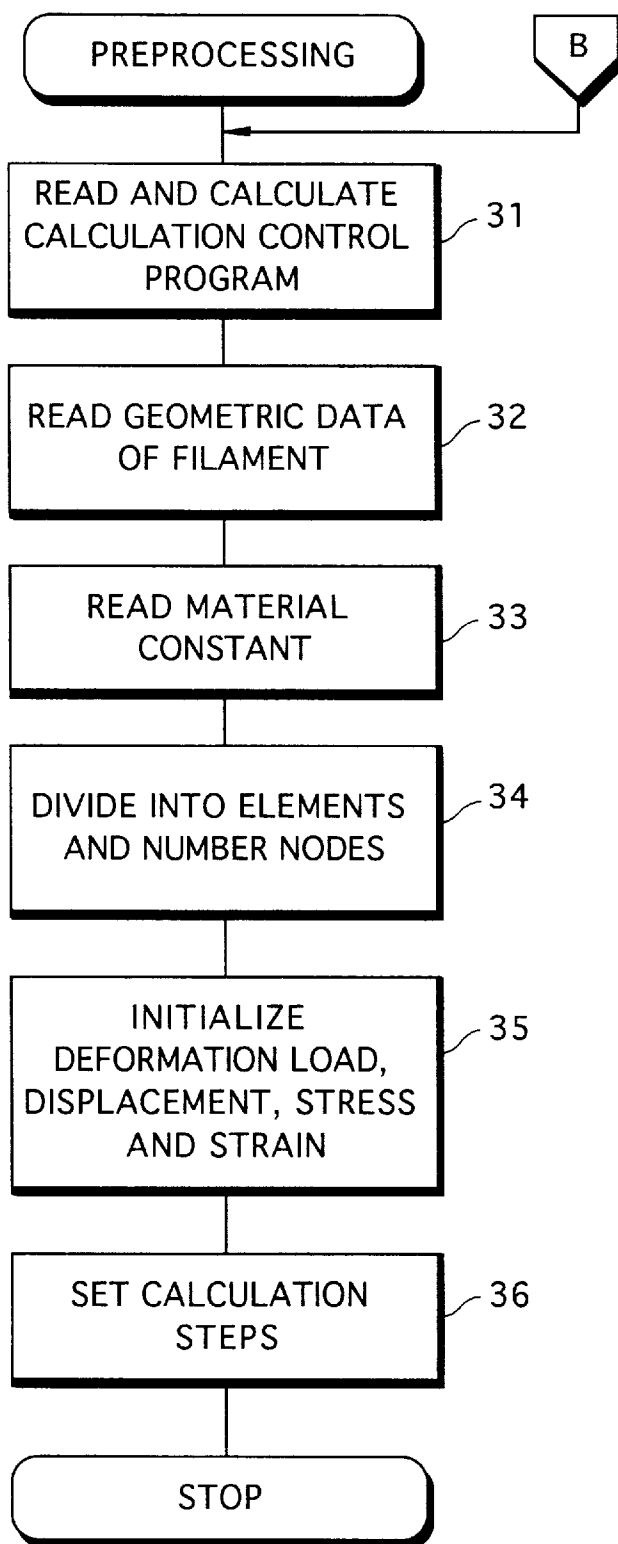 PREPROCESSING
B
READ AND CALCULATE
CALCULATION CONTROL
PROGRAM
31
READ GEOMETRIC DATA
OF FILAMENT
32
READ MATERIAL
CONSTANT
33
DIVIDE INTO ELEMENTS
AND NUMBER NODES
34
INITIALIZE
DEFORMATION LOAD,
DISPLACEMENT, STRESS
AND STRAIN
35
SET CALCULATION
STEPS
36
STOP